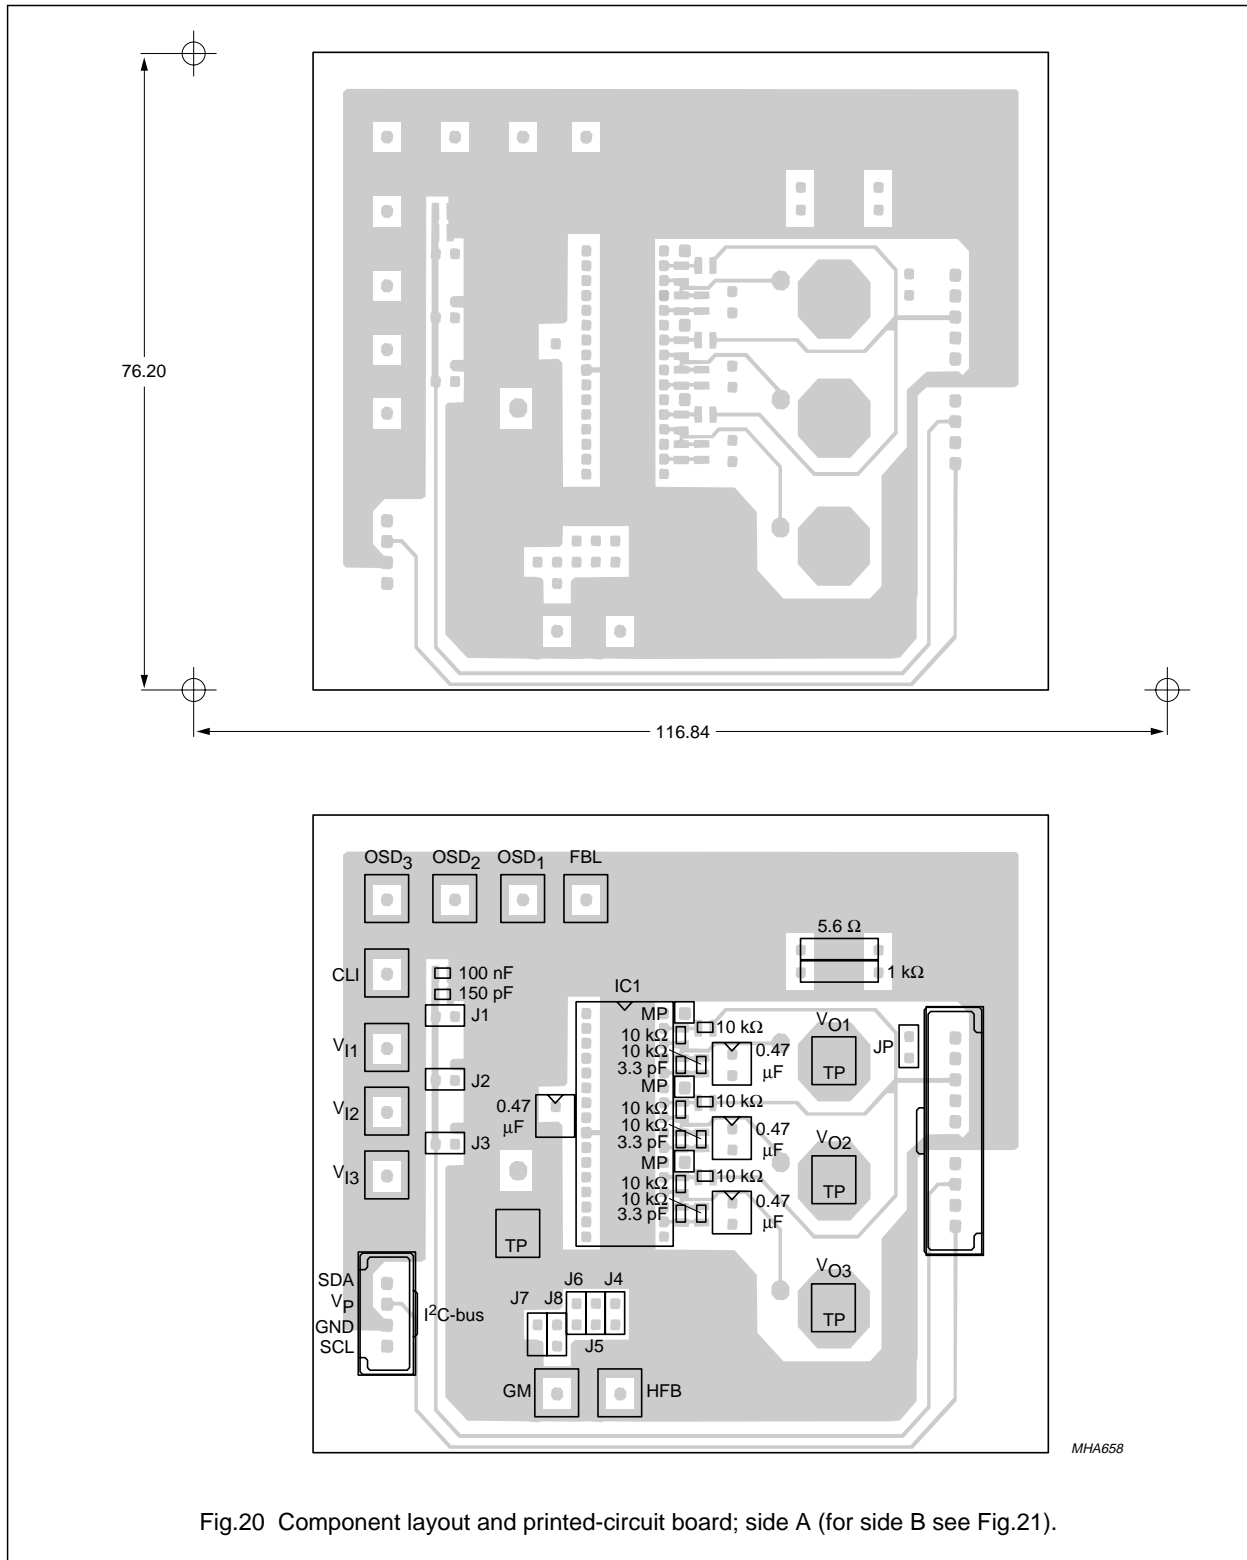 76.20
116.84
OSD3 OSD2 OSD1 FBL
5.6 Ω
CLI
100 nF
1 kΩ
150 pF
IC1
J1
MP
VO1
10 kΩ
10 kΩ
VI1
10 kΩ
0.47
μF
JP
3.3 pF
TP
J2
MP
0.47
μF
10 kΩ
10 kΩ
VI2
10 kΩ
0.47
μF
VO2
J3
3.3 pF
MP
VI3
10 kΩ
10 kΩ
TP
10 kΩ
0.47
μF
3.3 pF
TP
VO3
SDA
J6 J4
VP
I2C-bus
J7 J8
TP
GND
SCL
J5
GM
HFB
MHA658
Fig.20 Component layout and printed-circuit board; side A (for side B see Fig.21).